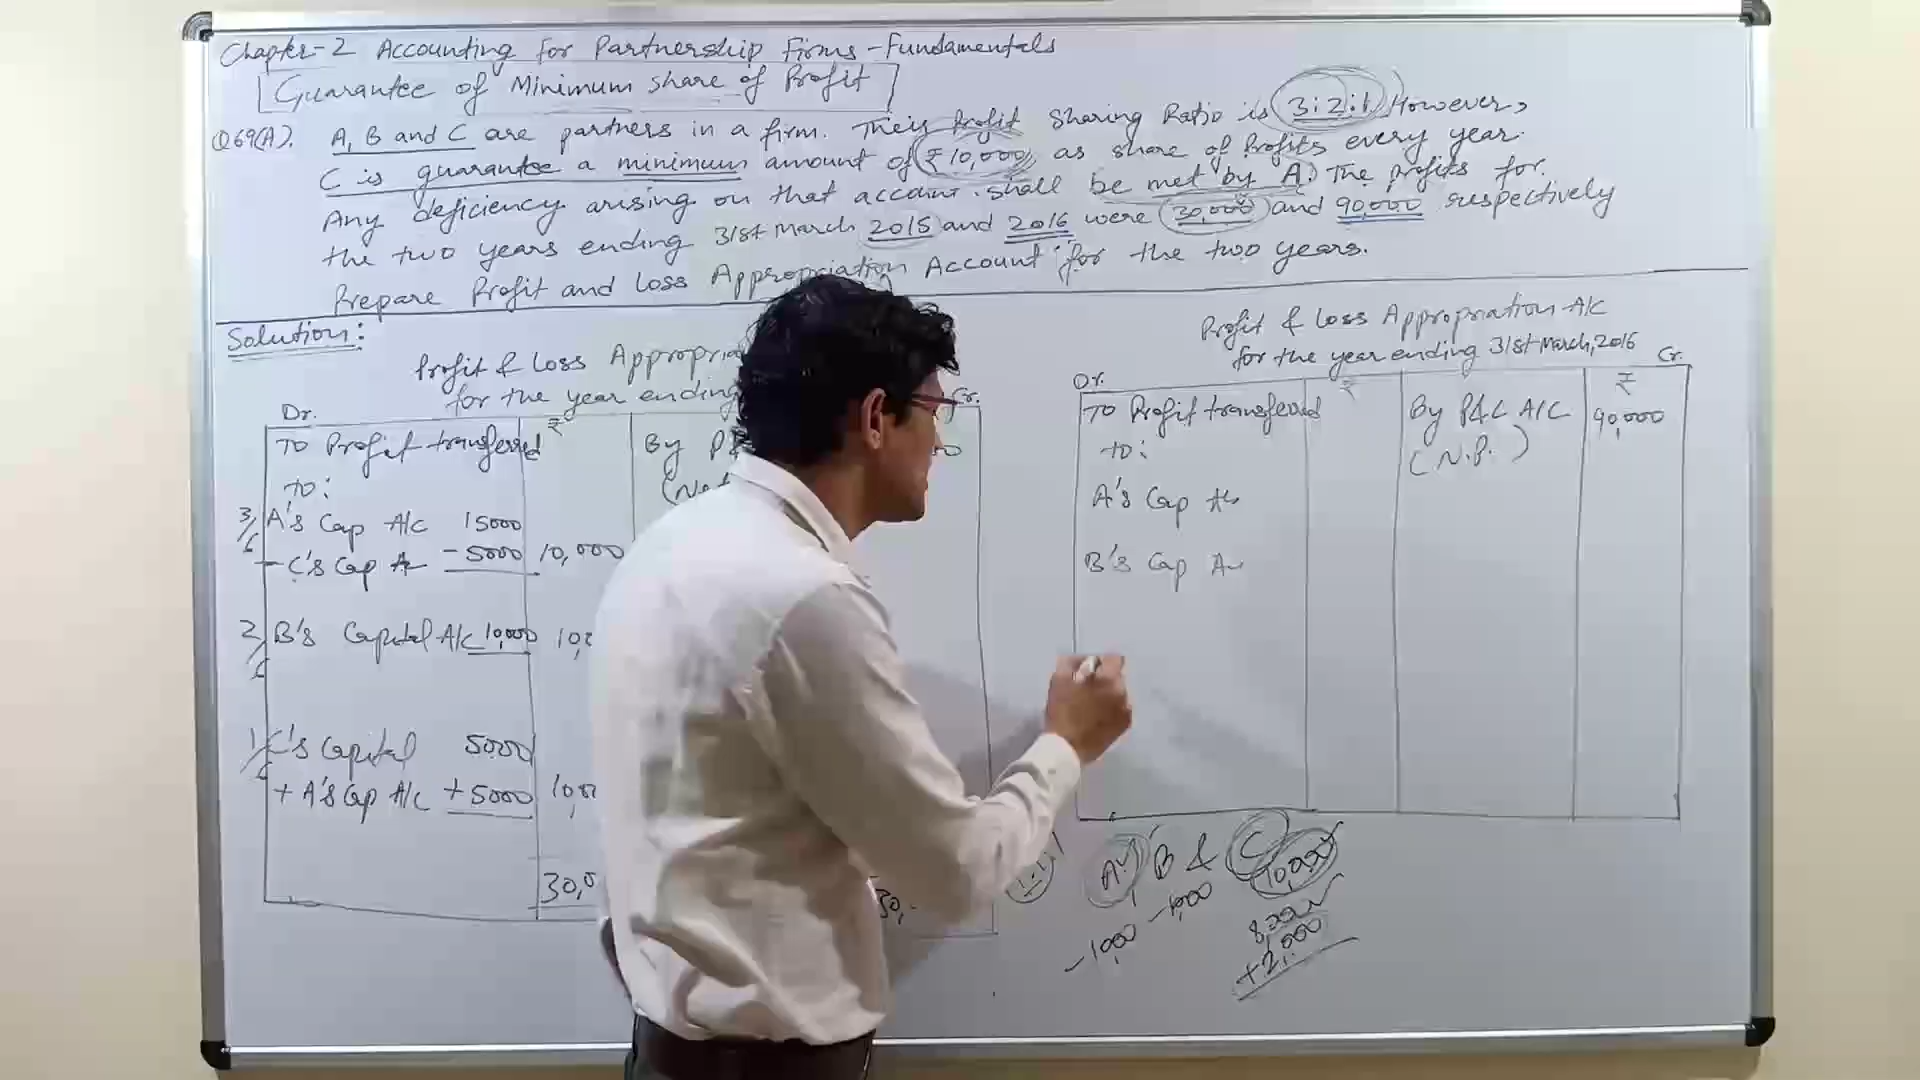 Chapter-2 Accounting for Partnership Firms -Fundamentals
Guarantee of Minimum share of Profit
Q69(A). A, B and C are partners in a firm. Their Profit Sharing Ratio is 3:2:1. However,
C is guarantee a minimum amount of ₹10,000 as share of Profits every year.
Any deficiency arising on that account shall be met by A. The profits for
the two years ending 31st March 2015 and 2016 were 30,000 and 90,000 respectively
Prepare Profit and Loss Appropriation Account for the two years.
Solution:
Profit & Loss
for the year ending
Dr. Cr.
₹
To Profit transferred By
to:
3/6 A's Cap A/c 15000
- C's Cap A/c - 5000 10,000
2/6 B's Capital A/c 10,000
1/6 C's Capital 5000
+ A's Cap A/c + 5000
Profit & Loss Appropriation A/c
for the year ending 31st March, 2016
Dr. ₹ Cr.
₹
To Profit transferred By P&L A/C 90,000
to: (N.P.)
A's Cap A/c
B's Cap A/c
1:1
A B & C 10,000
-1000 -1000
8,000
+2,000